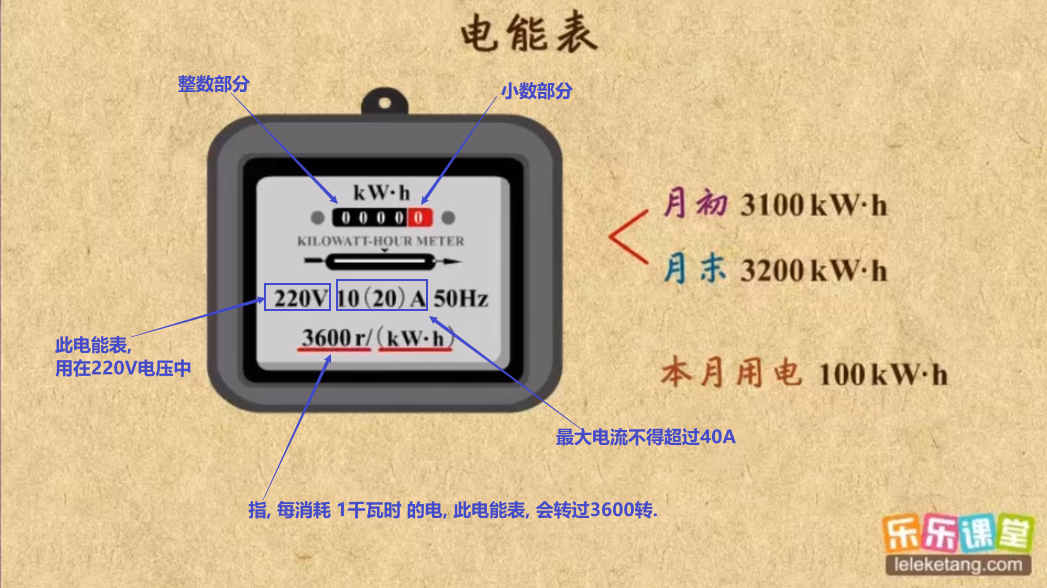 电能表
整数部分
小数部分
kW·h
0 0 0 0 0
KILOWATT-HOUR METER
220V 10(20)A 50Hz
3600 r/(kW·h)
月初 3100 kW·h
月末 3200 kW·h
此电能表,
用在220V电压中
本月用电 100 kW·h
最大电流不得超过40A
指, 每消耗 1千瓦时 的电, 此电能表, 会转过3600转.
乐乐课堂
leleketang.com